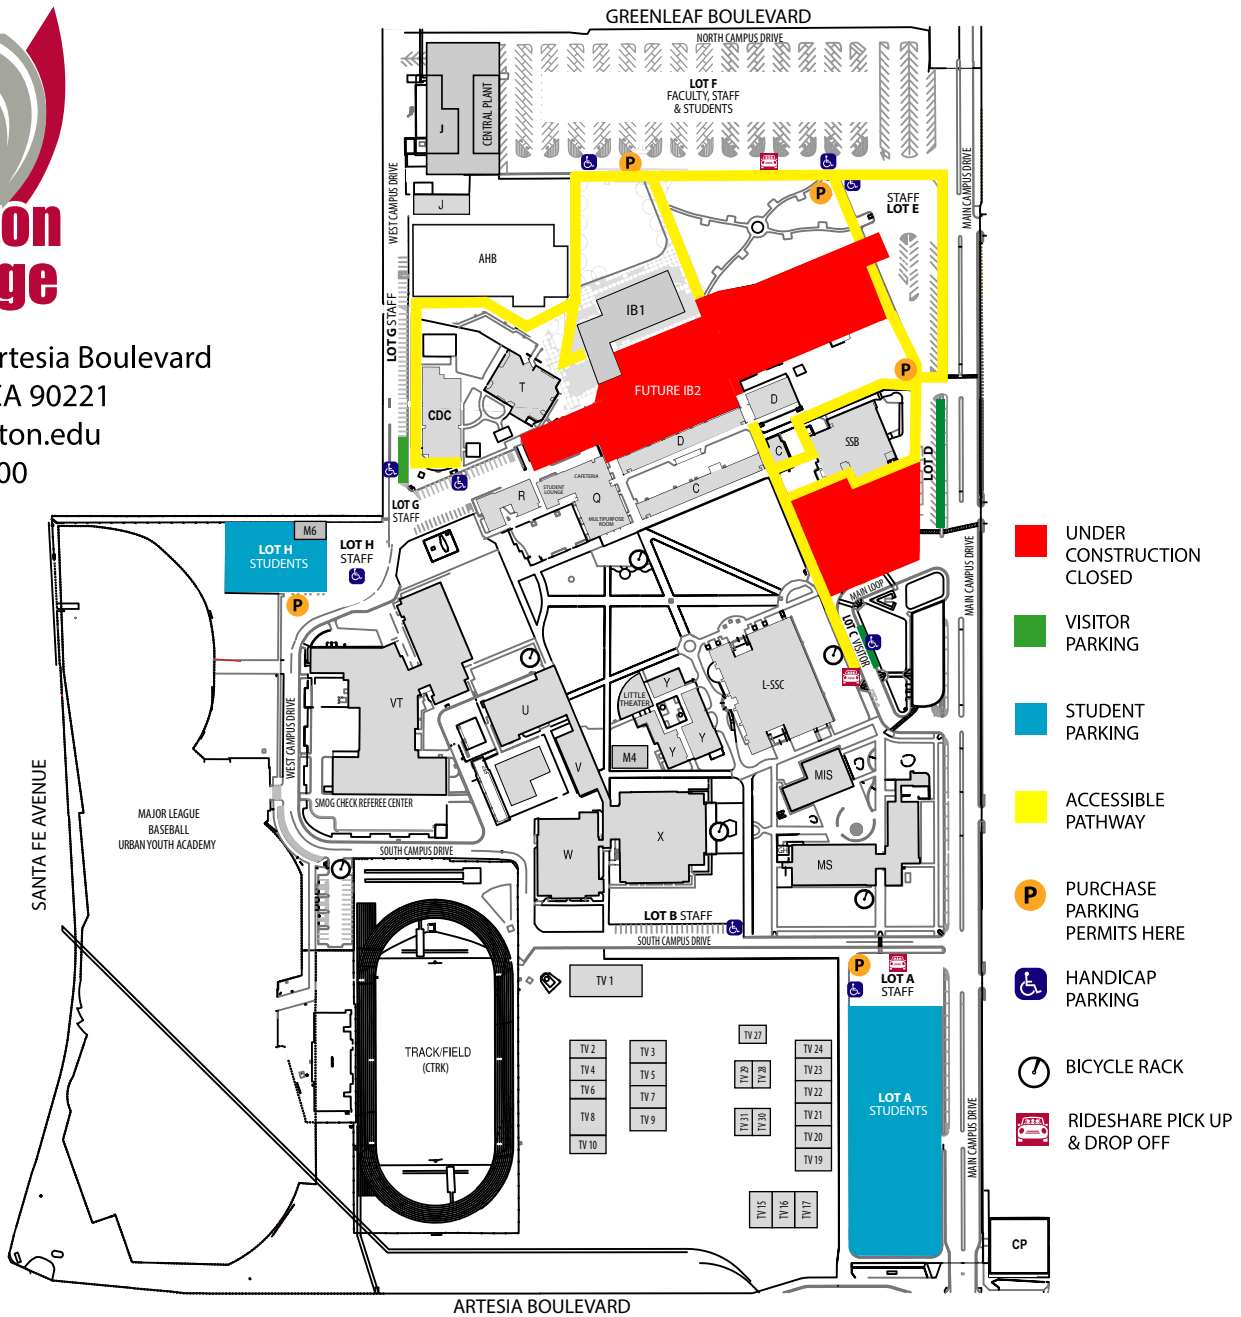 GREENLEAF BOULEVARD
NORTH CAMPUS DRIVE
LOT F
FACULTY, STAFF
& STUDENTS
J
CENTRAL PLANT
P
P
J
WEST CAMPUS DRIVE
MAIN CAMPUS DRIVE
STAFF
LOT E
on
ge
AHB
IB1
LOT G STAFF
rtesia Boulevard
CA 90221
ton.edu
00
T
FUTURE IB2
P
CDC
D
D
SSB
C
C
LOT D
R
STUDENT
LOUNGE
CAFETERIA
Q
MULTIPURPOSE
ROOM
LOT G
STAFF
M6
LOT H
STUDENTS
LOT H
STAFF
P
MAIN CAMPUS DRIVE
MAIN LOOP
LOT C VISITOR
UNDER
CONSTRUCTION
CLOSED
VISITOR
PARKING
STUDENT
PARKING
ACCESSIBLE
PATHWAY
P
PURCHASE
PARKING
PERMITS HERE
HANDICAP
PARKING
BICYCLE RACK
RIDESHARE PICK UP
& DROP OFF
VT
U
LITTLE
THEATER
Y
Y
Y
L-SSC
M4
V
MIS
WEST CAMPUS DRIVE
SMOG CHECK REFEREE CENTER
SANTA FE AVENUE
MAJOR LEAGUE
BASEBALL
URBAN YOUTH ACADEMY
SOUTH CAMPUS DRIVE
W
X
GH
MS
LOT B STAFF
SOUTH CAMPUS DRIVE
P
LOT A
STAFF
TV 1
I
TRACK/FIELD
(CTRK)
TV 2
TV 4
TV 6
TV 8
TV 10
TV 3
TV 5
TV 7
TV 9
TV 27
TV 29
TV 28
TV 31
TV 30
TV 24
TV 23
TV 22
TV 21
TV 20
TV 19
TV 15
TV 16
TV 17
LOT A
STUDENTS
MAIN CAMPUS DRIVE
CP
ARTESIA BOULEVARD